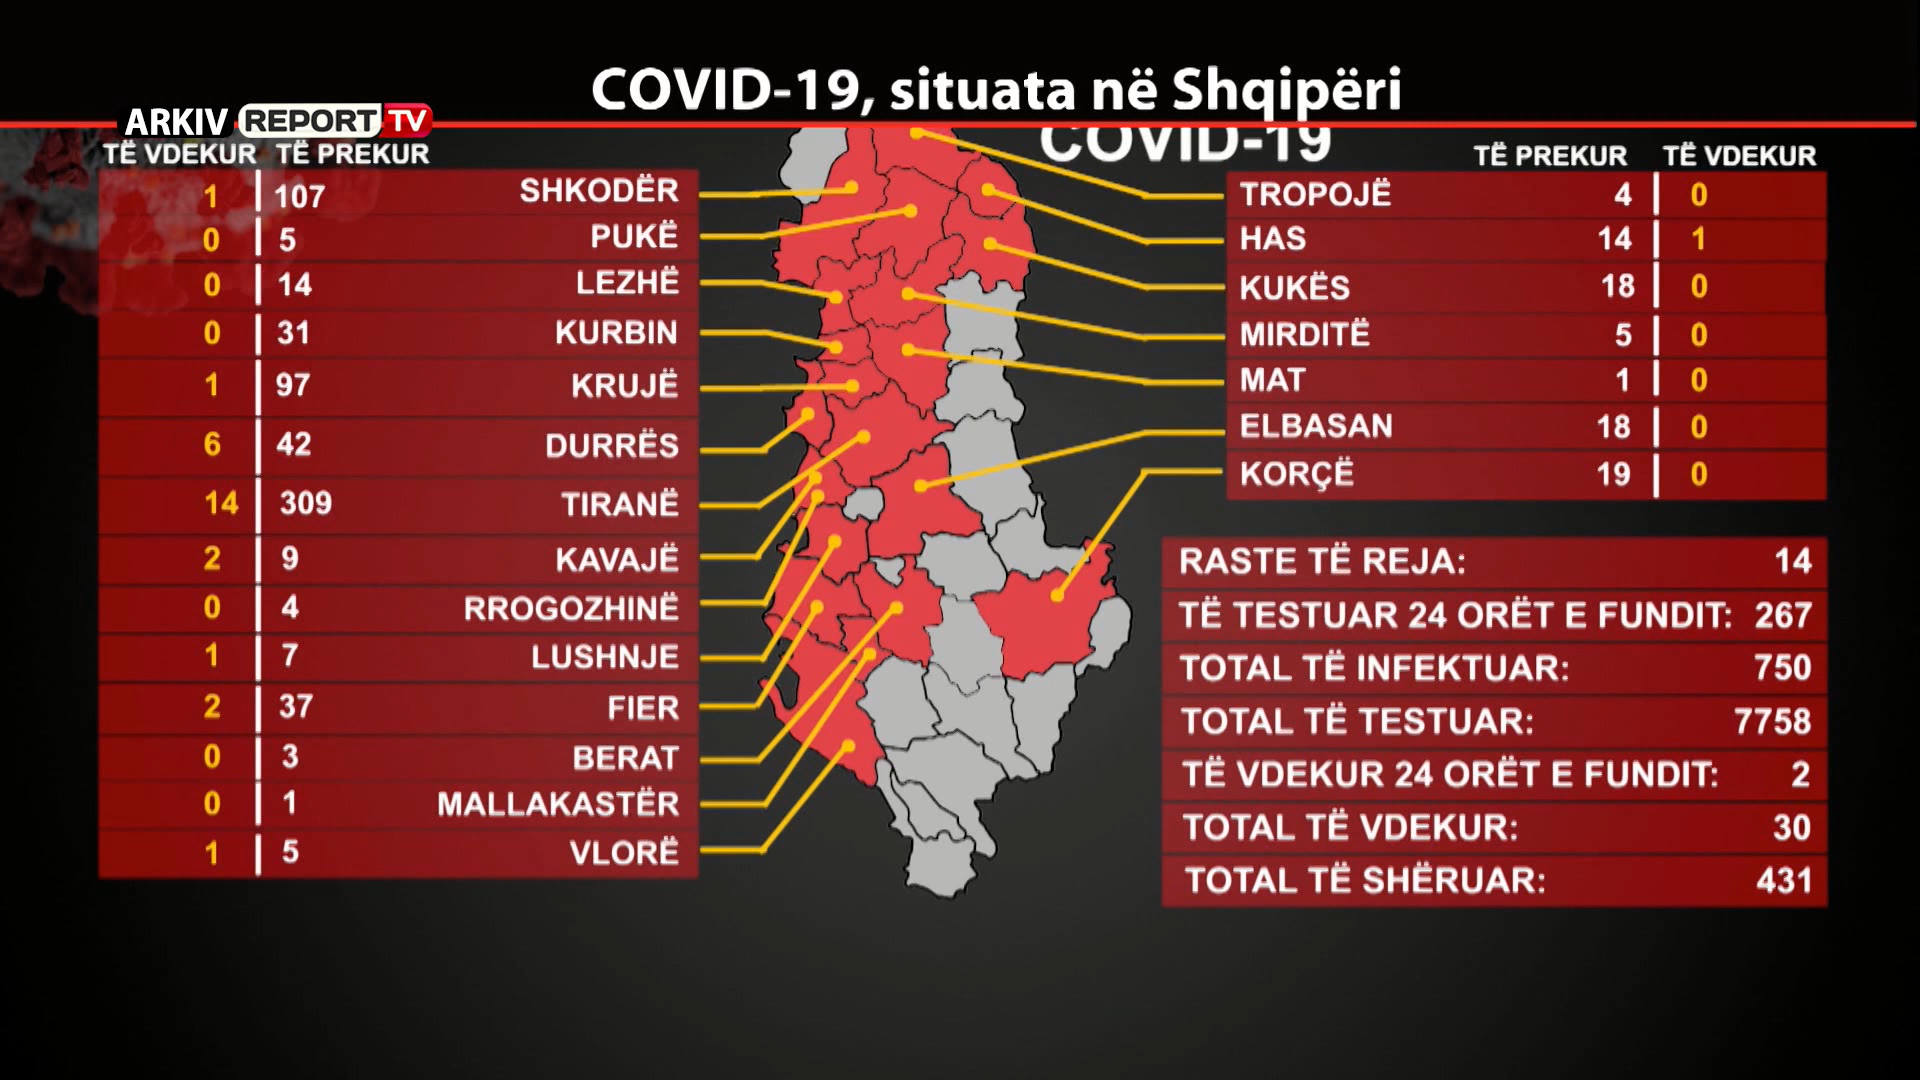 COVID-19, situata në Shqipëri
ARKIV REPORT TV
COVID-19
TË VDEKUR TË PREKUR
1 107 SHKODËR
0 5 PUKË
0 14 LEZHË
0 31 KURBIN
1 97 KRUJË
6 42 DURRËS
14 309 TIRANË
2 9 KAVAJË
0 4 RROGOZHINË
1 7 LUSHNJE
2 37 FIER
0 3 BERAT
0 1 MALLAKASTËR
1 5 VLORË
TË PREKUR TË VDEKUR
TROPOJË 4 0
HAS 14 1
KUKËS 18 0
MIRDITË 5 0
MAT 1 0
ELBASAN 18 0
KORÇË 19 0
RASTE TË REJA: 14
TË TESTUAR 24 ORËT E FUNDIT: 267
TOTAL TË INFEKTUAR: 750
TOTAL TË TESTUAR: 7758
TË VDEKUR 24 ORËT E FUNDIT: 2
TOTAL TË VDEKUR: 30
TOTAL TË SHËRUAR: 431